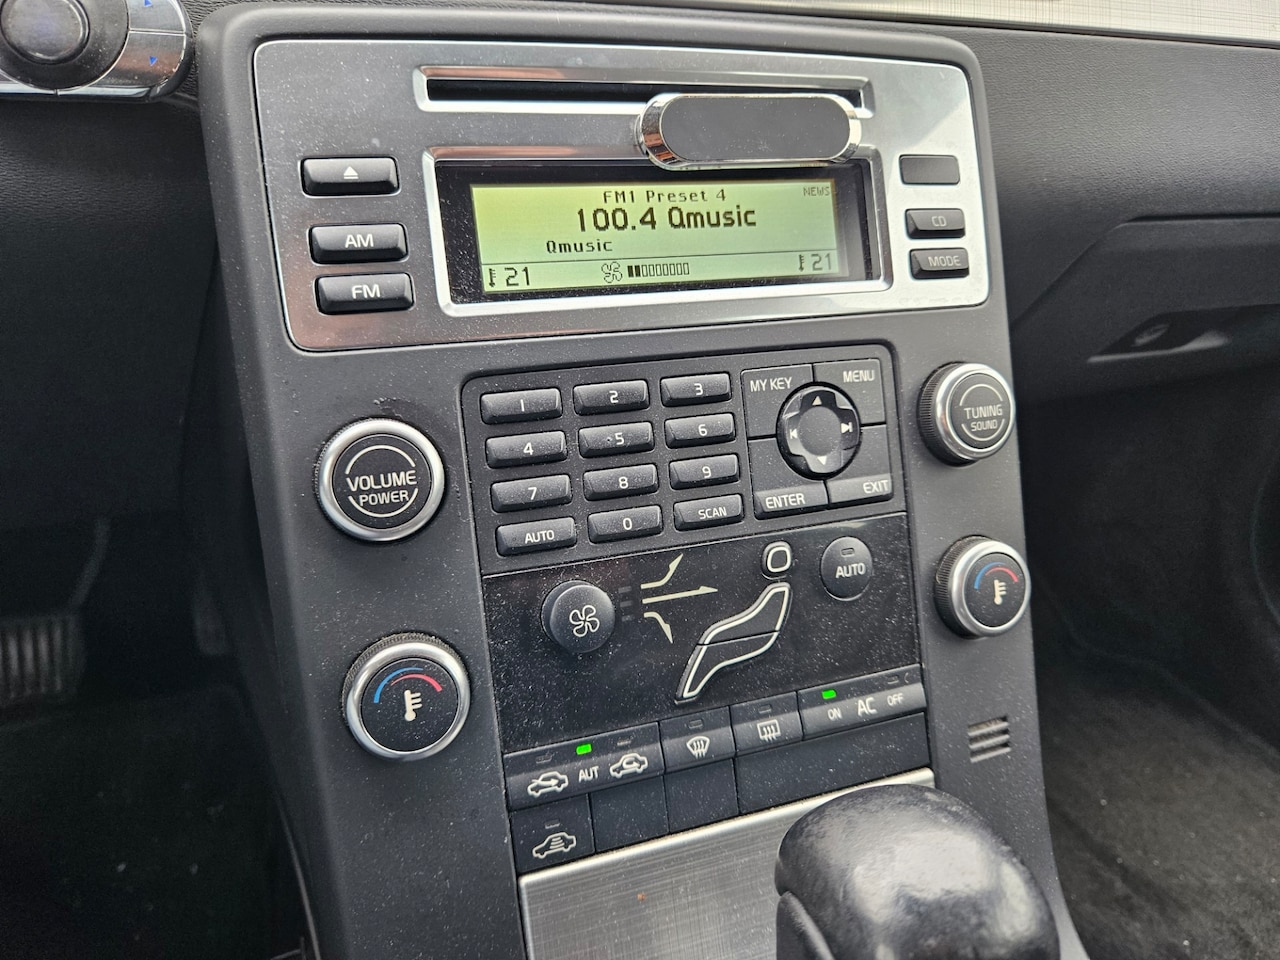 FM1 Preset 4
NEWS
100.4 Qmusic
Qmusic
21
21
AM
FM
CD
MODE
1
2
3
4
5
6
7
8
9
AUTO
0
SCAN
MY KEY
MENU
ENTER
EXIT
VOLUME
POWER
TUNING
SOUND
AUTO
AUT
ON AC OFF